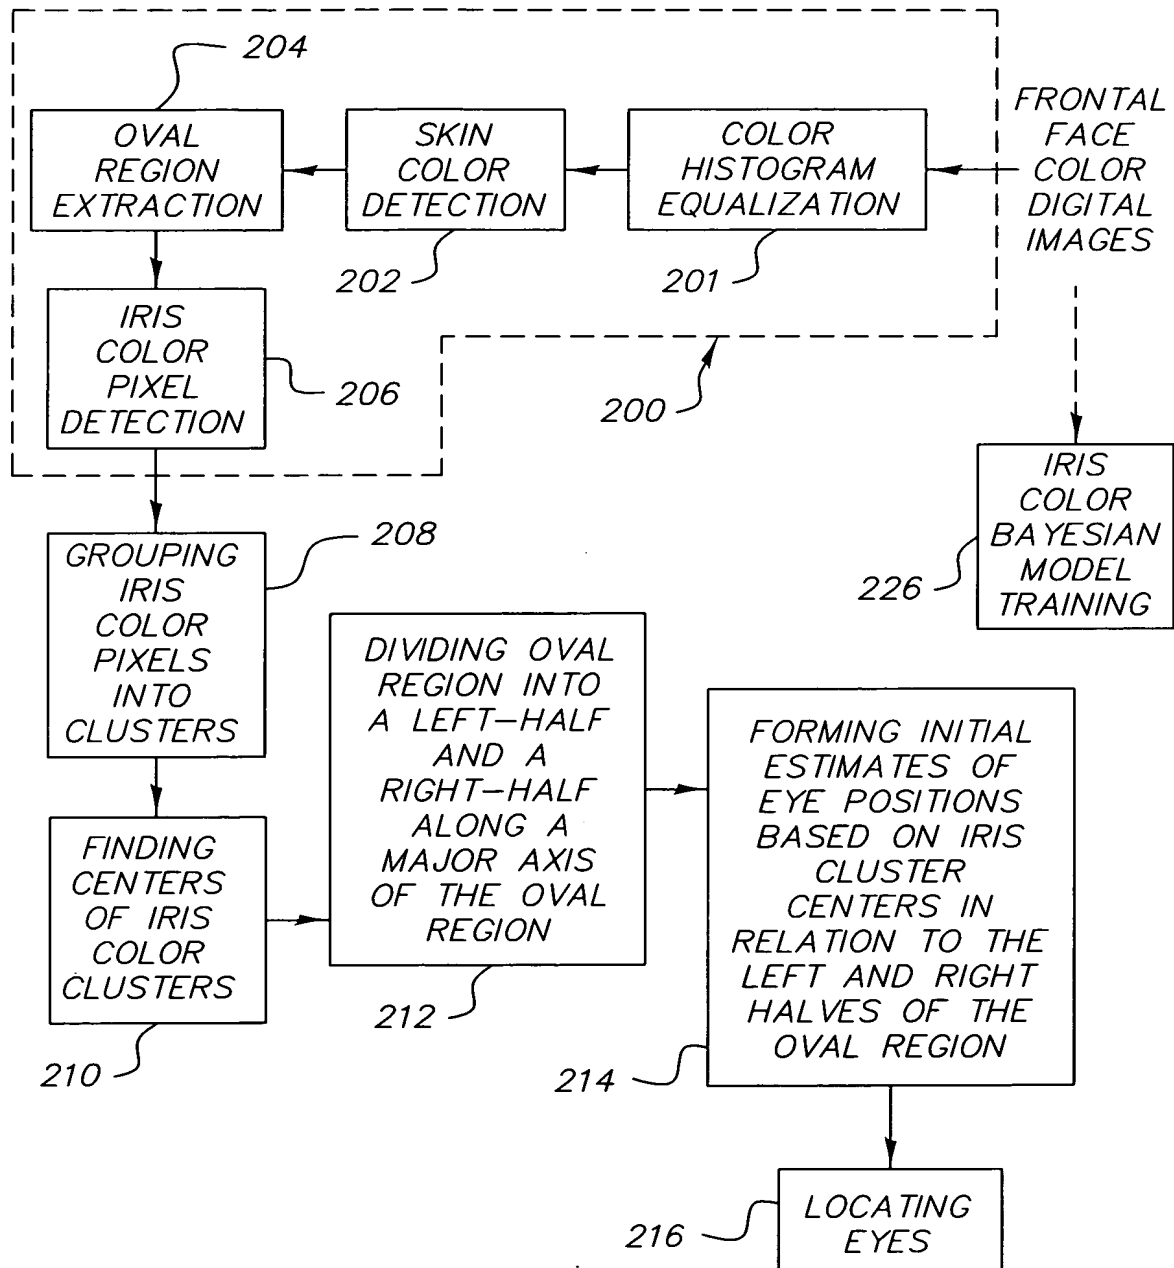 204
OVAL
REGION
EXTRACTION
SKIN
COLOR
DETECTION
202
COLOR
HISTOGRAM
EQUALIZATION
201
FRONTAL
FACE
COLOR
DIGITAL
IMAGES
IRIS
COLOR
PIXEL
DETECTION
206
200
IRIS
COLOR
BAYESIAN
MODEL
TRAINING
226
GROUPING
IRIS
COLOR
PIXELS
INTO
CLUSTERS
208
FINDING
CENTERS
OF IRIS
COLOR
CLUSTERS
210
DIVIDING OVAL
REGION INTO
A LEFT-HALF
AND A
RIGHT-HALF
ALONG A
MAJOR AXIS
OF THE OVAL
REGION
212
FORMING INITIAL
ESTIMATES OF
EYE POSITIONS
BASED ON IRIS
CLUSTER
CENTERS IN
RELATION TO THE
LEFT AND RIGHT
HALVES OF THE
OVAL REGION
214
LOCATING
EYES
216